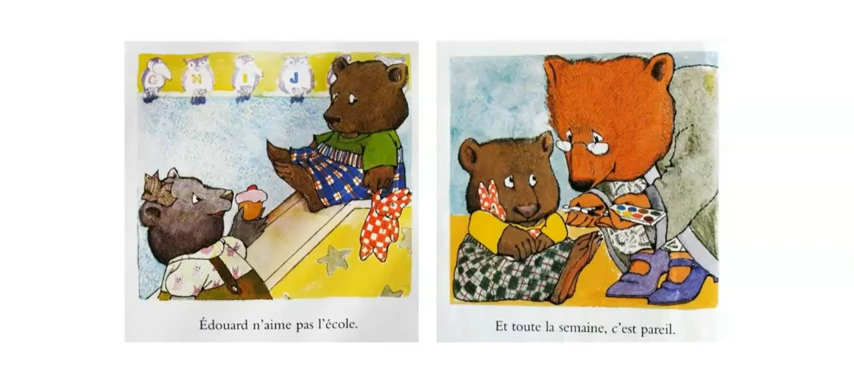 G H I J
Édouard n'aime pas l'école.
Et toute la semaine, c'est pareil.